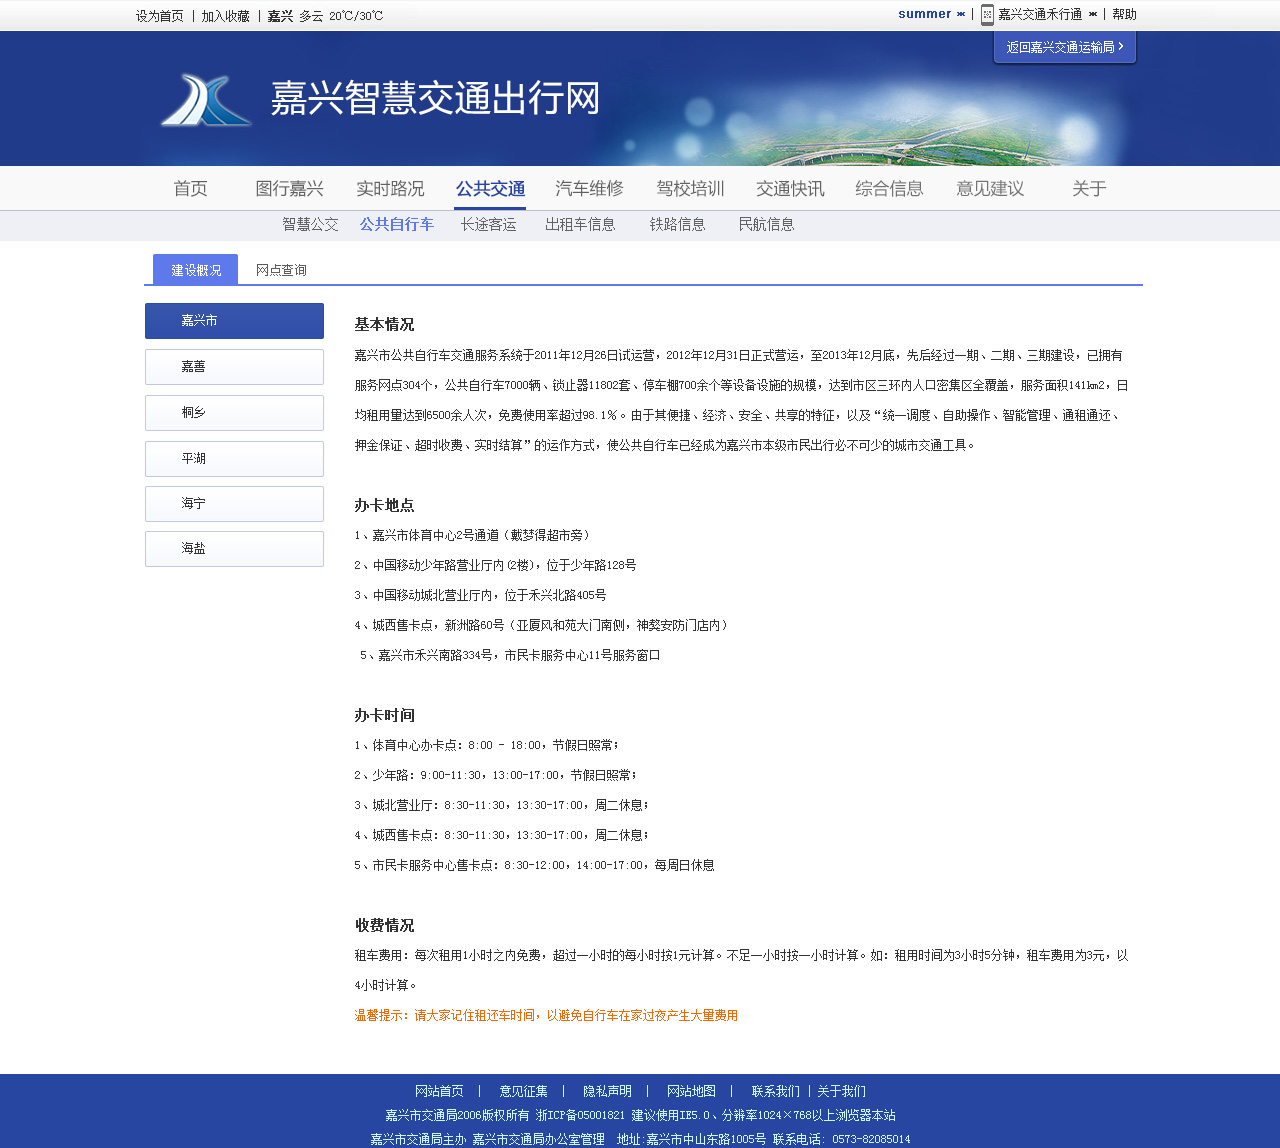 设为首页 | 加入收藏 | 嘉兴 多云 20℃/30℃
summer | 嘉兴交通禾行通 | 帮助
返回嘉兴交通运输局
嘉兴智慧交通出行网
首页 图行嘉兴 实时路况 公共交通 汽车维修 驾校培训 交通快讯 综合信息 意见建议 关于
智慧公交 公共自行车 长途客运 出租车信息 铁路信息 民航信息
建设概况 网点查询
嘉兴市
嘉善
桐乡
平湖
海宁
海盐
基本情况
嘉兴市公共自行车交通服务系统于2011年12月26日试运营，2012年12月31日正式营运，至2013年12月底，先后经过一期、二期、三期建设，已拥有
服务网点304个，公共自行车7000辆、锁止器11802套、停车棚700余个等设备设施的规模，达到市区三环内人口密集区全覆盖，服务面积141km2，日
均租用量达到6500余人次，免费使用率超过98.1%。由于其便捷、经济、安全、共享的特征，以及“统一调度、自助操作、智能管理、通租通还、
押金保证、超时收费、实时结算”的运作方式，使公共自行车已经成为嘉兴市本级市民出行必不可少的城市交通工具。
办卡地点
1、嘉兴市体育中心2号通道（戴梦得超市旁）
2、中国移动少年路营业厅内(2楼)，位于少年路128号
3、中国移动城北营业厅内，位于禾兴北路405号
4、城西售卡点，新洲路60号（亚厦风和苑大门南侧，神獒安防门店内）
5、嘉兴市禾兴南路334号，市民卡服务中心11号服务窗口
办卡时间
1、体育中心办卡点：8:00 - 18:00，节假日照常；
2、少年路：9:00-11:30，13:00-17:00，节假日照常；
3、城北营业厅：8:30-11:30，13:30-17:00，周二休息；
4、城西售卡点：8:30-11:30，13:30-17:00，周二休息；
5、市民卡服务中心售卡点：8:30-12:00，14:00-17:00，每周日休息
收费情况
租车费用：每次租用1小时之内免费，超过一小时的每小时按1元计算。不足一小时按一小时计算。如：租用时间为3小时5分钟，租车费用为3元，以
4小时计算。
温馨提示：请大家记住租还车时间，以避免自行车在家过夜产生大量费用
网站首页 | 意见征集 | 隐私声明 | 网站地图 | 联系我们 | 关于我们
嘉兴市交通局2006版权所有 浙ICP备05001821 建议使用IE5.0、分辨率1024×768以上浏览器本站
嘉兴市交通局主办 嘉兴市交通局办公室管理 地址:嘉兴市中山东路1005号 联系电话: 0573-82085014